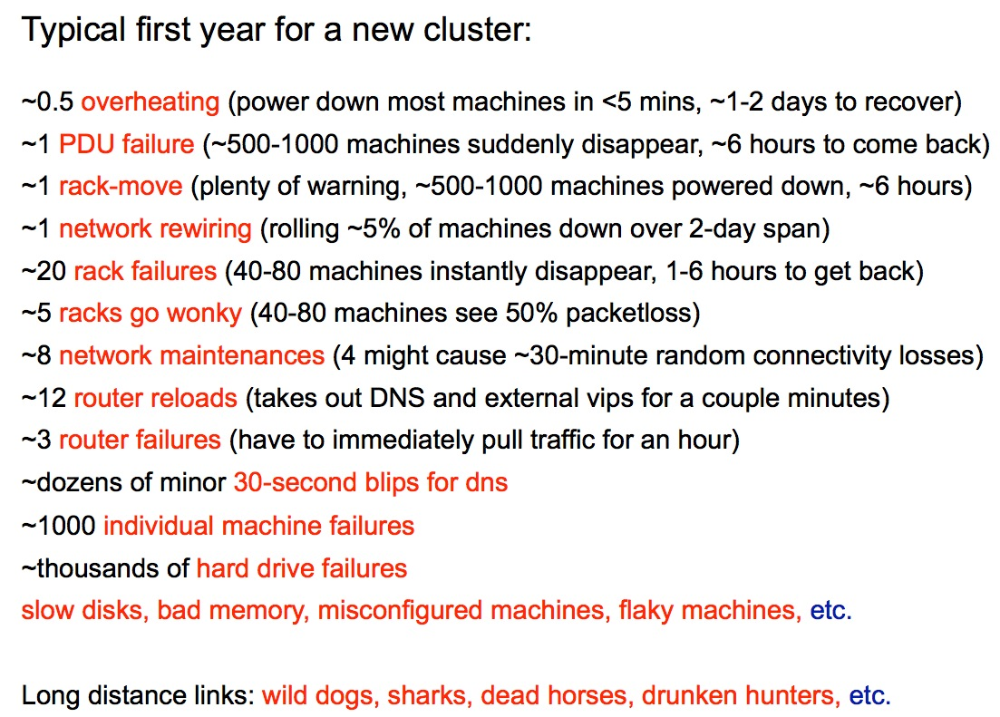 Typical first year for a new cluster:
~0.5 overheating (power down most machines in <5 mins, ~1-2 days to recover)
~1 PDU failure (~500-1000 machines suddenly disappear, ~6 hours to come back)
~1 rack-move (plenty of warning, ~500-1000 machines powered down, ~6 hours)
~1 network rewiring (rolling ~5% of machines down over 2-day span)
~20 rack failures (40-80 machines instantly disappear, 1-6 hours to get back)
~5 racks go wonky (40-80 machines see 50% packetloss)
~8 network maintenances (4 might cause ~30-minute random connectivity losses)
~12 router reloads (takes out DNS and external vips for a couple minutes)
~3 router failures (have to immediately pull traffic for an hour)
~dozens of minor 30-second blips for dns
~1000 individual machine failures
~thousands of hard drive failures
slow disks, bad memory, misconfigured machines, flaky machines, etc.
Long distance links: wild dogs, sharks, dead horses, drunken hunters, etc.